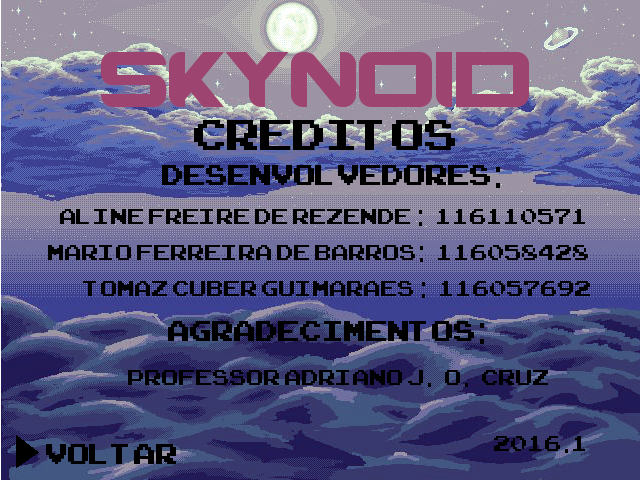 SKYNOID
CREDITOS
DESENVOLVEDORES:
ALINE FREIRE DE REZENDE : 116110571
MARIO FERREIRA DE BARROS: 116058428
TOMAZ CUBER GUIMARAES : 116057692
AGRADECIMENTOS:
PROFESSOR ADRIANO J. O. CRUZ
2016.1
VOLTAR